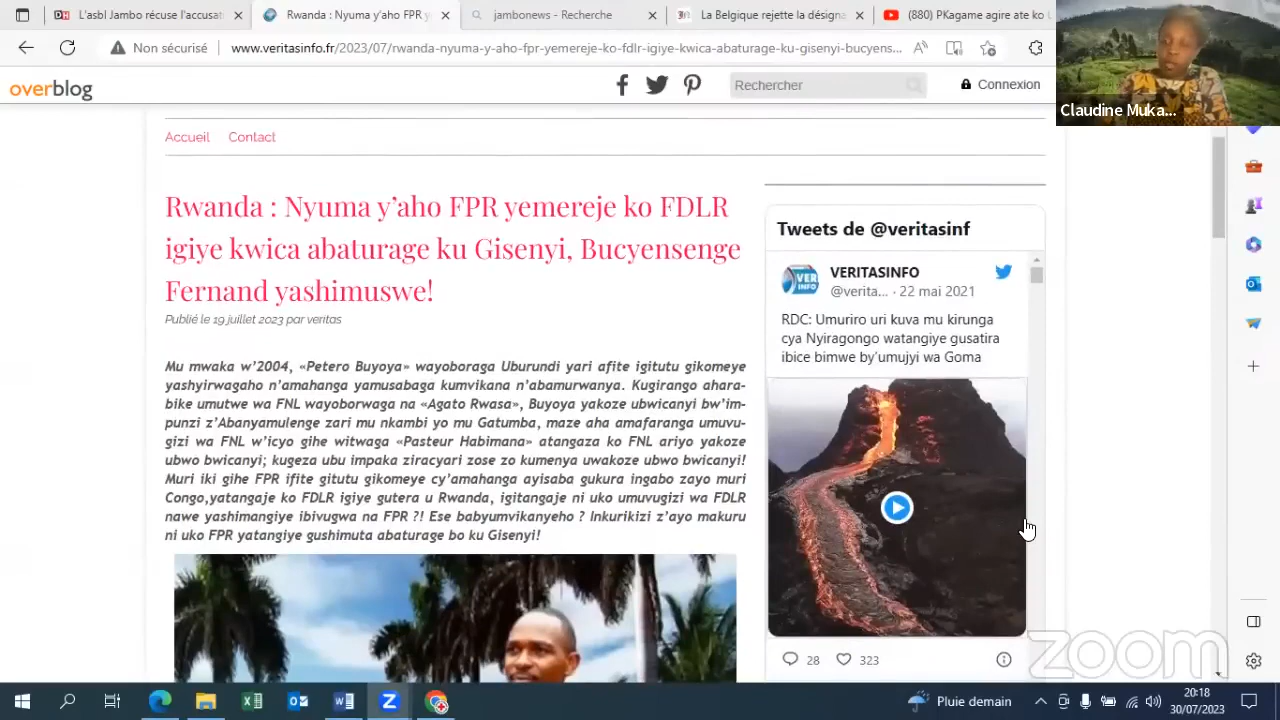 L'asbl Jambo récuse l'accusat
Rwanda : Nyuma y'aho FPR y
jambonews - Recherche
La Belgique rejette la désigna
(880) PKagame agire ate ko U
Non sécurisé
www.veritasinfo.fr/2023/07/rwanda-nyuma-y-aho-fpr-yemereje-ko-fdlr-igiye-kwica-abaturage-ku-gisenyi-bucyens...
Claudine Muka...
overblog
Rechercher
Connexion
Accueil
Contact
Rwanda : Nyuma y’aho FPR yemereje ko FDLR
igiye kwica abaturage ku Gisenyi, Bucyensenge
Fernand yashimuswe!
Publié le 19 juillet 2023 par veritas
Mu mwaka w’2004, «Petero Buyoya» wayoboraga Uburundi yari afite igitutu gikomeye
yashyirwagaho n’amahanga yamusabaga kumvikana n’abamurwanya. Kugirango ahara-
bike umutwe wa FNL wayoborwaga na «Agato Rwasa», Buyoya yakoze ubwicanyi bw’im-
punzi z’Abanyamulenge zari mu nkambi yo mu Gatumba, maze aha amafaranga umuvu-
gizi wa FNL w’icyo gihe witwaga «Pasteur Habimana» atangaza ko FNL ariyo yakoze
ubwo bwicanyi; kugeza ubu impaka ziracyari zose zo kumenya uwakoze ubwo bwicanyi!
Muri iki gihe FPR ifite gitutu gikomeye cy’amahanga ayisaba gukura ingabo zayo muri
Congo,yatangaje ko FDLR igiye gutera u Rwanda, igitangaje ni uko umuvugizi wa FDLR
nawe yashimangiye ibivugwa na FPR ?! Ese babyumvikanyeho ? Inkurikizi z’ayo makuru
ni uko FPR yatangiye gushimuta abaturage bo ku Gisenyi!
Tweets de @veritasinf
VER
INFO
VERITASINFO
@verita... · 22 mai 2021
RDC: Umuriro uri kuva mu kirunga
cya Nyiragongo watangiye gusatira
ibice bimwe by’umujyi wa Goma
28
323
zoom
Pluie demain
20:18
30/07/2023